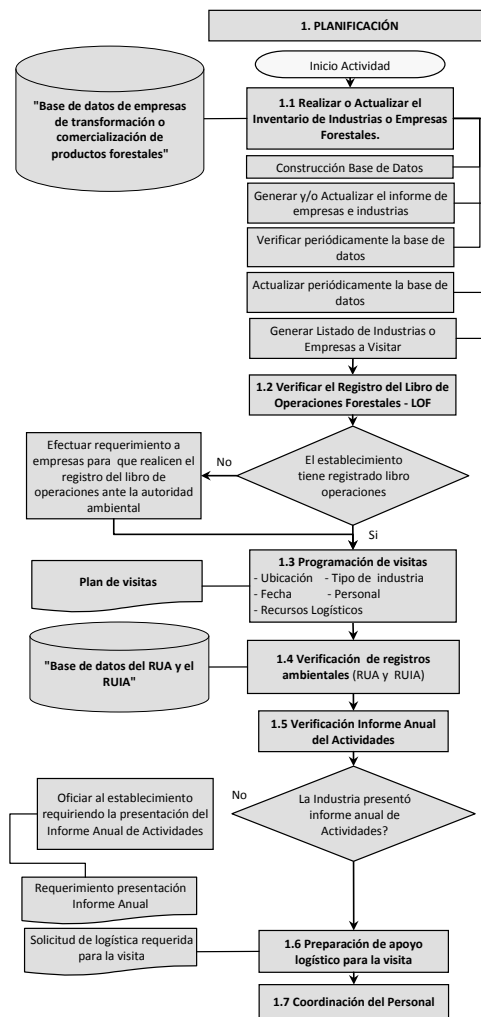 1. PLANIFICACIÓN
Inicio Actividad
"Base de datos de empresas
de transformación o
comercialización de
productos forestales"
1.1 Realizar o Actualizar el
Inventario de Industrias o Empresas
Forestales.
Construcción Base de Datos
Generar y/o Actualizar el informe de
empresas e industrias
Verificar periódicamente la base de
datos
Actualizar periódicamente la base de
datos
Generar Listado de Industrias o
Empresas a Visitar
1.2 Verificar el Registro del Libro de
Operaciones Forestales - LOF
Efectuar requerimiento a
empresas para que realicen el
registro del libro de
operaciones ante la autoridad
ambiental
No
El establecimiento
tiene registrado libro
operaciones
Si
1.3 Programación de visitas
- Ubicación - Tipo de industria
- Fecha - Personal
- Recursos Logísticos
Plan de visitas
"Base de datos del RUA y el
RUIA"
1.4 Verificación de registros
ambientales (RUA y RUIA)
1.5 Verificación Informe Anual
del Actividades
Oficiar al establecimiento
requiriendo la presentación del
Informe Anual de Actividades
No
La Industria presentó
informe anual de
Actividades?
Requerimiento presentación
Informe Anual
Solicitud de logística requerida
para la visita
1.6 Preparación de apoyo
logístico para la visita
1.7 Coordinación del Personal